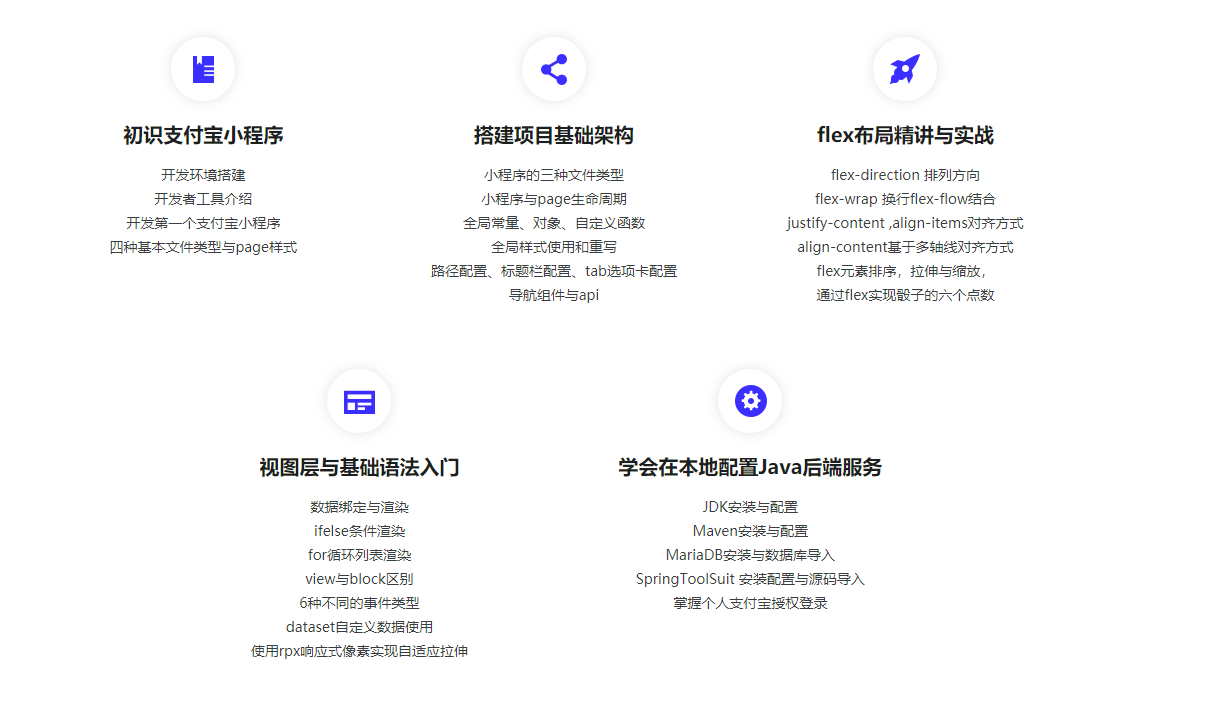 初识支付宝小程序
开发环境搭建
开发者工具介绍
开发第一个支付宝小程序
四种基本文件类型与page样式
搭建项目基础架构
小程序的三种文件类型
小程序与page生命周期
全局常量、对象、自定义函数
全局样式使用和重写
路径配置、标题栏配置、tab选项卡配置
导航组件与api
flex布局精讲与实战
flex-direction 排列方向
flex-wrap 换行flex-flow结合
justify-content ,align-items对齐方式
align-content基于多轴线对齐方式
flex元素排序，拉伸与缩放，
通过flex实现骰子的六个点数
视图层与基础语法入门
数据绑定与渲染
ifelse条件渲染
for循环列表渲染
view与block区别
6种不同的事件类型
dataset自定义数据使用
使用rpx响应式像素实现自适应拉伸
学会在本地配置Java后端服务
JDK安装与配置
Maven安装与配置
MariaDB安装与数据库导入
SpringToolSuit 安装配置与源码导入
掌握个人支付宝授权登录